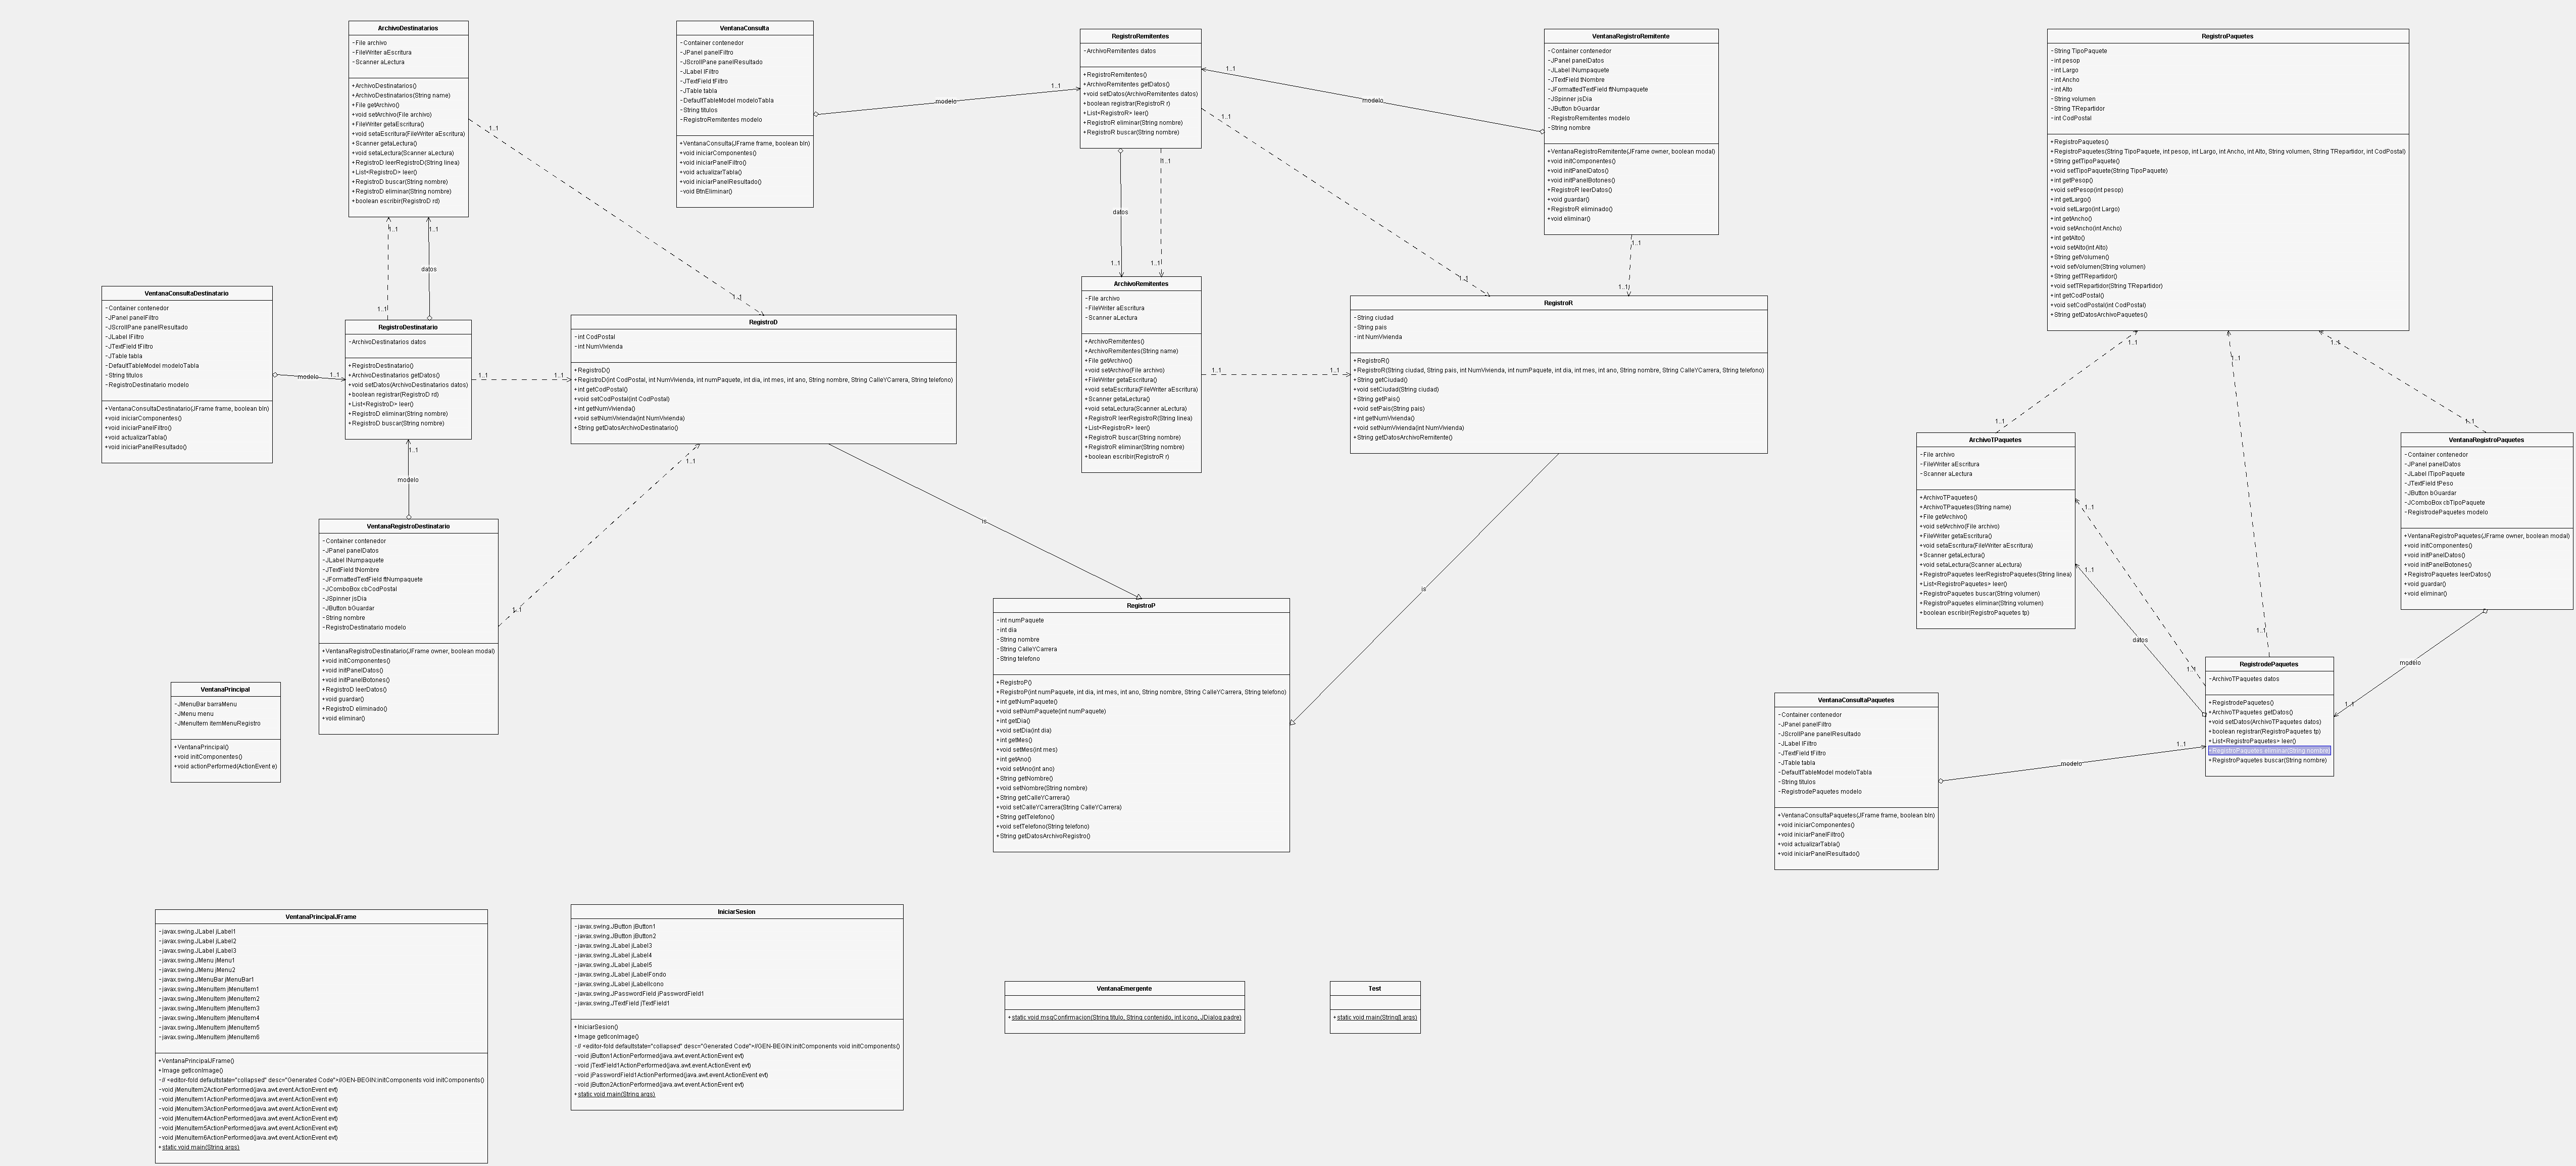 ArchivoDestinatarios
-File archivo
-FileWriter aEscritura
-Scanner aLectura
+ArchivoDestinatarios()
+ArchivoDestinatarios(String name)
+File getArchivo()
+void setArchivo(File archivo)
+FileWriter getaEscritura()
+void setaEscritura(FileWriter aEscritura)
+Scanner getaLectura()
+void setaLectura(Scanner aLectura)
+RegistroD leerRegistroD(String linea)
+List<RegistroD> leer()
+RegistroD buscar(String nombre)
+RegistroD eliminar(String nombre)
+boolean escribir(RegistroD rd)
VentanaConsulta
-Container contenedor
-JPanel panelFiltro
-JScrollPane panelResultado
-JLabel lFiltro
-JTextField tFiltro
-JTable tabla
-DefaultTableModel modeloTabla
-String titulos
-RegistroRemitentes modelo
+VentanaConsulta(JFrame frame, boolean bln)
+void iniciarComponentes()
+void iniciarPanelFiltro()
+void actualizarTabla()
+void iniciarPanelResultado()
-void BtnEliminar()
modelo
1..1
RegistroRemitentes
-ArchivoRemitentes datos
+RegistroRemitentes()
+ArchivoRemitentes getDatos()
+void setDatos(ArchivoRemitentes datos)
+boolean registrar(RegistroR r)
+List<RegistroR> leer()
+RegistroR eliminar(String nombre)
+RegistroR buscar(String nombre)
1..1
modelo
VentanaRegistroRemitente
-Container contenedor
-JPanel panelDatos
-JLabel lNumpaquete
-JTextField tNombre
-JFormattedTextField ftNumpaquete
-JSpinner jsDia
-JButton bGuardar
-RegistroRemitentes modelo
-String nombre
+VentanaRegistroRemitente(JFrame owner, boolean modal)
+void initComponentes()
+void initPanelDatos()
+void initPanelBotones()
+RegistroR leerDatos()
+void guardar()
+RegistroR eliminado()
+void eliminar()
RegistroPaquetes
-String TipoPaquete
-int pesop
-int Largo
-int Ancho
-int Alto
-String volumen
-String TRepartidor
-int CodPostal
+RegistroPaquetes()
+RegistroPaquetes(String TipoPaquete, int pesop, int Largo, int Ancho, int Alto, String volumen, String TRepartidor, int CodPostal)
+String getTipoPaquete()
+void setTipoPaquete(String TipoPaquete)
+int getPesop()
+void setPesop(int pesop)
+int getLargo()
+void setLargo(int Largo)
+int getAncho()
+void setAncho(int Ancho)
+int getAlto()
+void setAlto(int Alto)
+String getVolumen()
+void setVolumen(String volumen)
+String getTRepartidor()
+void setTRepartidor(String TRepartidor)
+int getCodPostal()
+void setCodPostal(int CodPostal)
+String getDatosArchivoPaquetes()
1..1
1..1
1..1
1..1
datos
1..1
1..1
1..1
datos
1..1
1..1
1..1
1..1
1..1
1..1
VentanaConsultaDestinatario
-Container contenedor
-JPanel panelFiltro
-JScrollPane panelResultado
-JLabel lFiltro
-JTextField tFiltro
-JTable tabla
-DefaultTableModel modeloTabla
-String titulos
-RegistroDestinatario modelo
+VentanaConsultaDestinatario(JFrame frame, boolean bln)
+void iniciarComponentes()
+void iniciarPanelFiltro()
+void actualizarTabla()
+void iniciarPanelResultado()
modelo
1..1
RegistroDestinatario
-ArchivoDestinatarios datos
+RegistroDestinatario()
+ArchivoDestinatarios getDatos()
+void setDatos(ArchivoDestinatarios datos)
+boolean registrar(RegistroD rd)
+List<RegistroD> leer()
+RegistroD eliminar(String nombre)
+RegistroD buscar(String nombre)
1..1
1..1
RegistroD
-int CodPostal
-int NumVivienda
+RegistroD()
+RegistroD(int CodPostal, int NumVivienda, int numPaquete, int dia, int mes, int ano, String nombre, String CalleYCarrera, String telefono)
+int getCodPostal()
+void setCodPostal(int CodPostal)
+int getNumVivienda()
+void setNumVivienda(int NumVivienda)
+String getDatosArchivoDestinatario()
ArchivoRemitentes
-File archivo
-FileWriter aEscritura
-Scanner aLectura
+ArchivoRemitentes()
+ArchivoRemitentes(String name)
+File getArchivo()
+void setArchivo(File archivo)
+FileWriter getaEscritura()
+void setaEscritura(FileWriter aEscritura)
+Scanner getaLectura()
+void setaLectura(Scanner aLectura)
+RegistroR leerRegistroR(String linea)
+List<RegistroR> leer()
+RegistroR buscar(String nombre)
+RegistroR eliminar(String nombre)
+boolean escribir(RegistroR r)
1..1
1..1
RegistroR
-String ciudad
-String pais
-int NumVivienda
+RegistroR()
+RegistroR(String ciudad, String pais, int NumVivienda, int numPaquete, int dia, int mes, int ano, String nombre, String CalleYCarrera, String telefono)
+String getCiudad()
+void setCiudad(String ciudad)
+String getPais()
+void setPais(String pais)
+int getNumVivienda()
+void setNumVivienda(int NumVivienda)
+String getDatosArchivoRemitente()
1..1
1..1
1..1
1..1
1..1
ArchivoTPaquetes
-File archivo
-FileWriter aEscritura
-Scanner aLectura
+ArchivoTPaquetes()
+ArchivoTPaquetes(String name)
+File getArchivo()
+void setArchivo(File archivo)
+FileWriter getaEscritura()
+void setaEscritura(FileWriter aEscritura)
+Scanner getaLectura()
+void setaLectura(Scanner aLectura)
+RegistroPaquetes leerRegistroPaquetes(String linea)
+List<RegistroPaquetes> leer()
+RegistroPaquetes buscar(String volumen)
+RegistroPaquetes eliminar(String volumen)
+boolean escribir(RegistroPaquetes tp)
VentanaRegistroPaquetes
-Container contenedor
-JPanel panelDatos
-JLabel lTipoPaquete
-JTextField tPeso
-JButton bGuardar
-JComboBox cbTipoPaquete
-RegistrodePaquetes modelo
+VentanaRegistroPaquetes(JFrame owner, boolean modal)
+void initComponentes()
+void initPanelDatos()
+void initPanelBotones()
+RegistroPaquetes leerDatos()
+void guardar()
+void eliminar()
1..1
modelo
1..1
1..1
is
is
1..1
1..1
datos
1..1
1..1
modelo
1..1
VentanaRegistroDestinatario
-Container contenedor
-JPanel panelDatos
-JLabel lNumpaquete
-JTextField tNombre
-JFormattedTextField ftNumpaquete
-JComboBox cbCodPostal
-JSpinner jsDia
-JButton bGuardar
-String nombre
-RegistroDestinatario modelo
+VentanaRegistroDestinatario(JFrame owner, boolean modal)
+void initComponentes()
+void initPanelDatos()
+void initPanelBotones()
+RegistroD leerDatos()
+void guardar()
+RegistroD eliminado()
+void eliminar()
RegistroP
-int numPaquete
-int dia
-String nombre
-String CalleYCarrera
-String telefono
+RegistroP()
+RegistroP(int numPaquete, int dia, int mes, int ano, String nombre, String CalleYCarrera, String telefono)
+int getNumPaquete()
+void setNumPaquete(int numPaquete)
+int getDia()
+void setDia(int dia)
+int getMes()
+void setMes(int mes)
+int getAno()
+void setAno(int ano)
+String getNombre()
+void setNombre(String nombre)
+String getCalleYCarrera()
+void setCalleYCarrera(String CalleYCarrera)
+String getTelefono()
+void setTelefono(String telefono)
+String getDatosArchivoRegistro()
RegistrodePaquetes
-ArchivoTPaquetes datos
+RegistrodePaquetes()
+ArchivoTPaquetes getDatos()
+void setDatos(ArchivoTPaquetes datos)
+boolean registrar(RegistroPaquetes tp)
+List<RegistroPaquetes> leer()
+RegistroPaquetes eliminar(String nombre)
+RegistroPaquetes buscar(String nombre)
VentanaPrincipal
-JMenuBar barraMenu
-JMenu menu
-JMenuItem itemMenuRegistro
+VentanaPrincipal()
+void initComponentes()
+void actionPerformed(ActionEvent e)
VentanaConsultaPaquetes
-Container contenedor
-JPanel panelFiltro
-JScrollPane panelResultado
-JLabel lFiltro
-JTextField tFiltro
-JTable tabla
-DefaultTableModel modeloTabla
-String titulos
-RegistrodePaquetes modelo
+VentanaConsultaPaquetes(JFrame frame, boolean bln)
+void iniciarComponentes()
+void iniciarPanelFiltro()
+void actualizarTabla()
+void iniciarPanelResultado()
modelo
1..1
VentanaPrincipalJFrame
-javax.swing.JLabel jLabel1
-javax.swing.JLabel jLabel2
-javax.swing.JLabel jLabel3
-javax.swing.JMenu jMenu1
-javax.swing.JMenu jMenu2
-javax.swing.JMenuBar jMenuBar1
-javax.swing.JMenuItem jMenuItem1
-javax.swing.JMenuItem jMenuItem2
-javax.swing.JMenuItem jMenuItem3
-javax.swing.JMenuItem jMenuItem4
-javax.swing.JMenuItem jMenuItem5
-javax.swing.JMenuItem jMenuItem6
+VentanaPrincipalJFrame()
+Image getIconImage()
-// <editor-fold defaultstate="collapsed" desc="Generated Code">//GEN-BEGIN:initComponents void initComponents()
-void jMenuItem2ActionPerformed(java.awt.event.ActionEvent evt)
-void jMenuItem1ActionPerformed(java.awt.event.ActionEvent evt)
-void jMenuItem3ActionPerformed(java.awt.event.ActionEvent evt)
-void jMenuItem4ActionPerformed(java.awt.event.ActionEvent evt)
-void jMenuItem5ActionPerformed(java.awt.event.ActionEvent evt)
-void jMenuItem6ActionPerformed(java.awt.event.ActionEvent evt)
+static void main(String args)
IniciarSesion
-javax.swing.JButton jButton1
-javax.swing.JButton jButton2
-javax.swing.JLabel jLabel3
-javax.swing.JLabel jLabel4
-javax.swing.JLabel jLabel5
-javax.swing.JLabel jLabelFondo
-javax.swing.JLabel jLabelIcono
-javax.swing.JPasswordField jPasswordField1
-javax.swing.JTextField jTextField1
+IniciarSesion()
+Image getIconImage()
-// <editor-fold defaultstate="collapsed" desc="Generated Code">//GEN-BEGIN:initComponents void initComponents()
-void jButton1ActionPerformed(java.awt.event.ActionEvent evt)
-void jTextField1ActionPerformed(java.awt.event.ActionEvent evt)
-void jPasswordField1ActionPerformed(java.awt.event.ActionEvent evt)
-void jButton2ActionPerformed(java.awt.event.ActionEvent evt)
+static void main(String args)
VentanaEmergente
+static void msgConfirmacion(String titulo, String contenido, int icono, JDialog padre)
Test
+static void main(String[] args)